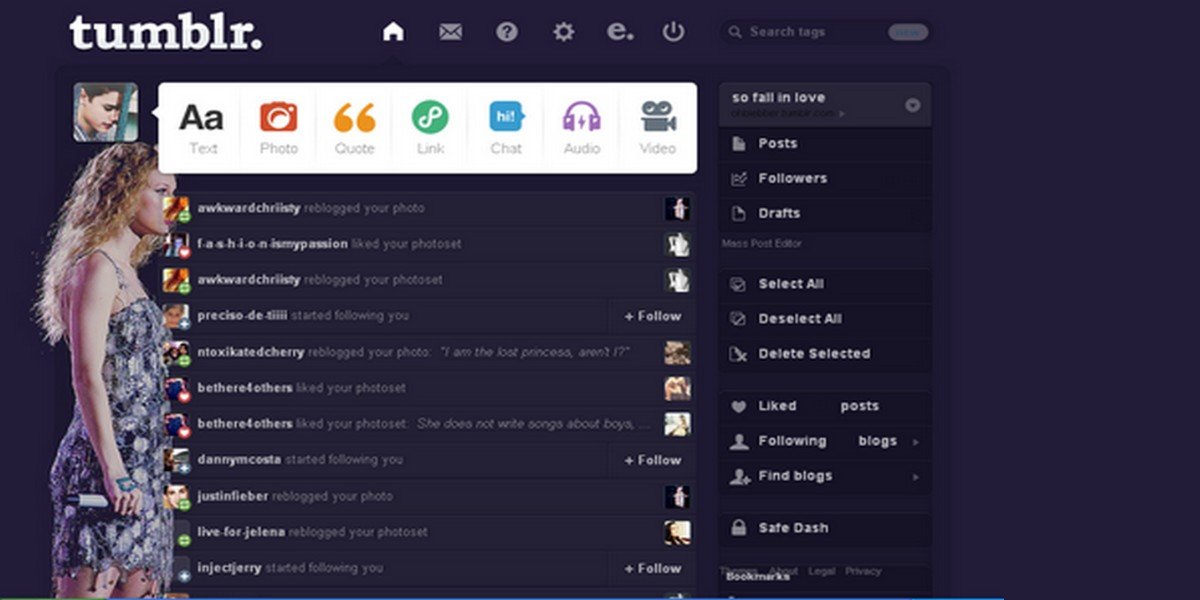 tumblr.
e.
Search tags
new
Aa
hi!
Text Photo Quote Link Chat Audio Video
awkwardchriisty reblogged your photo
f-a-s-h-i-o-n-ismypassion liked your photoset
awkwardchriisty reblogged your photoset
preciso-de-tiiiii started following you
+ Follow
ntoxikatedcherry reblogged your photo: "I am the lost princess, aren't I?"
bethere4others liked your photoset
bethere4others liked your photoset: She does not write songs about boys, ...
dannymcosta started following you
+ Follow
justinfieber reblogged your photo
live-for-jelena reblogged your photoset
injectjerry started following you
+ Follow
so fall in love
Posts
Followers
Drafts
Mass Post Editor
Select All
Deselect All
Delete Selected
Liked posts
Following blogs
Find blogs
Safe Dash
Themes About Legal Privacy
Bookmarks